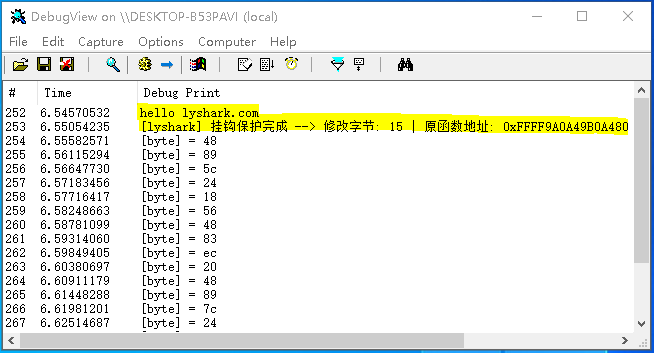 DebugView on \\DESKTOP-B53PAVI (local)
File Edit Capture Options Computer Help
# Time Debug Print
252 6.54570532 hello lyshark.com
253 6.55054235 [lyshark] 挂钩保护完成 --> 修改字节: 15 | 原函数地址: 0xFFFF9A0A49B0A480
254 6.55582571 [byte] = 48
255 6.56115294 [byte] = 89
256 6.56647730 [byte] = 5c
257 6.57183456 [byte] = 24
258 6.57716417 [byte] = 18
259 6.58248663 [byte] = 56
260 6.58781099 [byte] = 48
261 6.59314060 [byte] = 83
262 6.59849405 [byte] = ec
263 6.60380697 [byte] = 20
264 6.60911179 [byte] = 48
265 6.61448288 [byte] = 89
266 6.61981201 [byte] = 7c
267 6.62514687 [byte] = 24